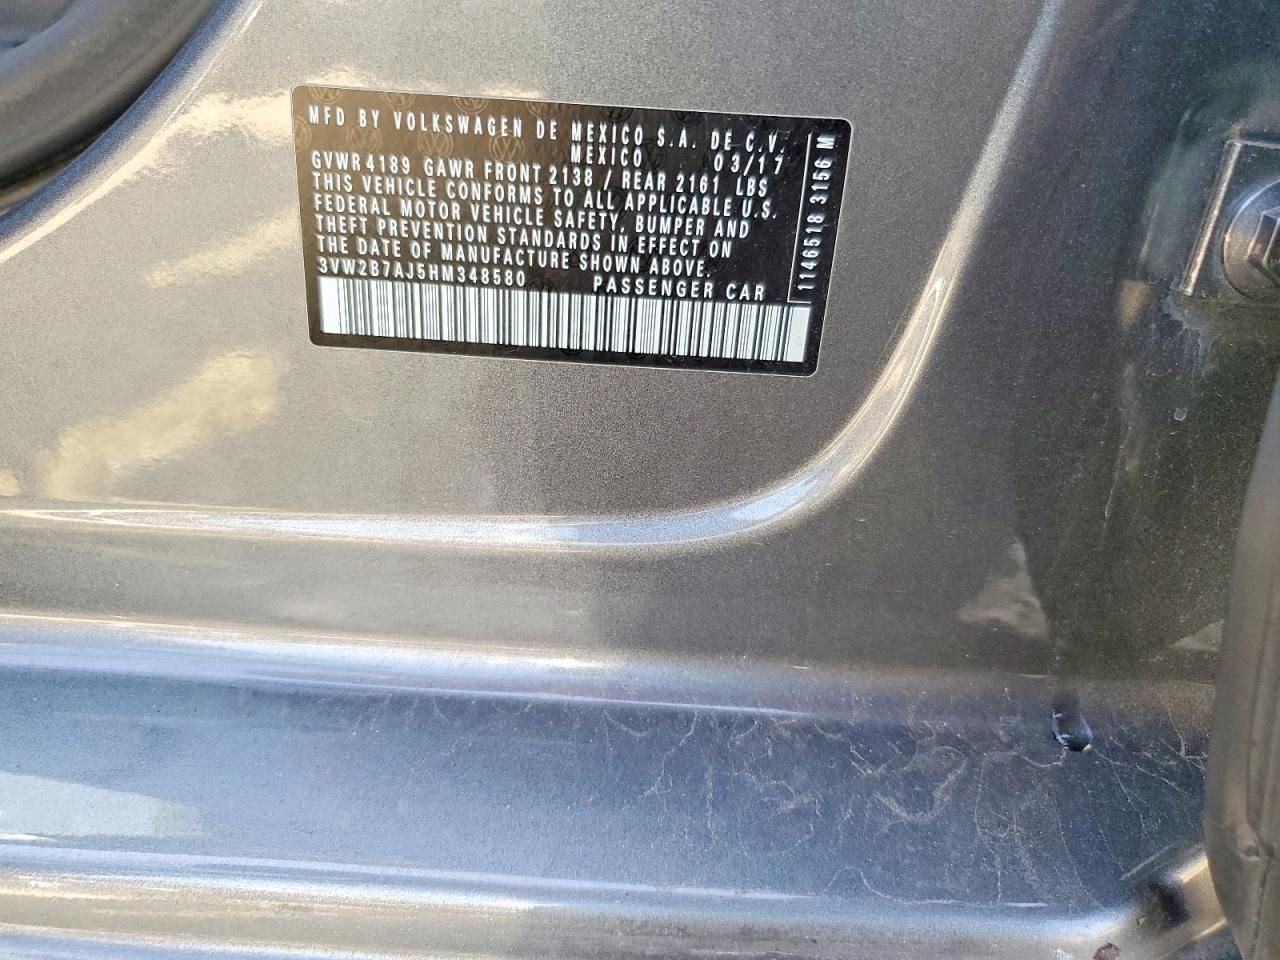 MFD BY VOLKSWAGEN DE MEXICO S.A. DE C.V.
MEXICO 03/17
GVWR 4189 GAWR FRONT 2138 / REAR 2161 LBS
THIS VEHICLE CONFORMS TO ALL APPLICABLE U.S.
FEDERAL MOTOR VEHICLE SAFETY, BUMPER AND
THEFT PREVENTION STANDARDS IN EFFECT ON
THE DATE OF MANUFACTURE SHOWN ABOVE.
3VW2B7AJ5HM348580 PASSENGER CAR
1146518 3156 M